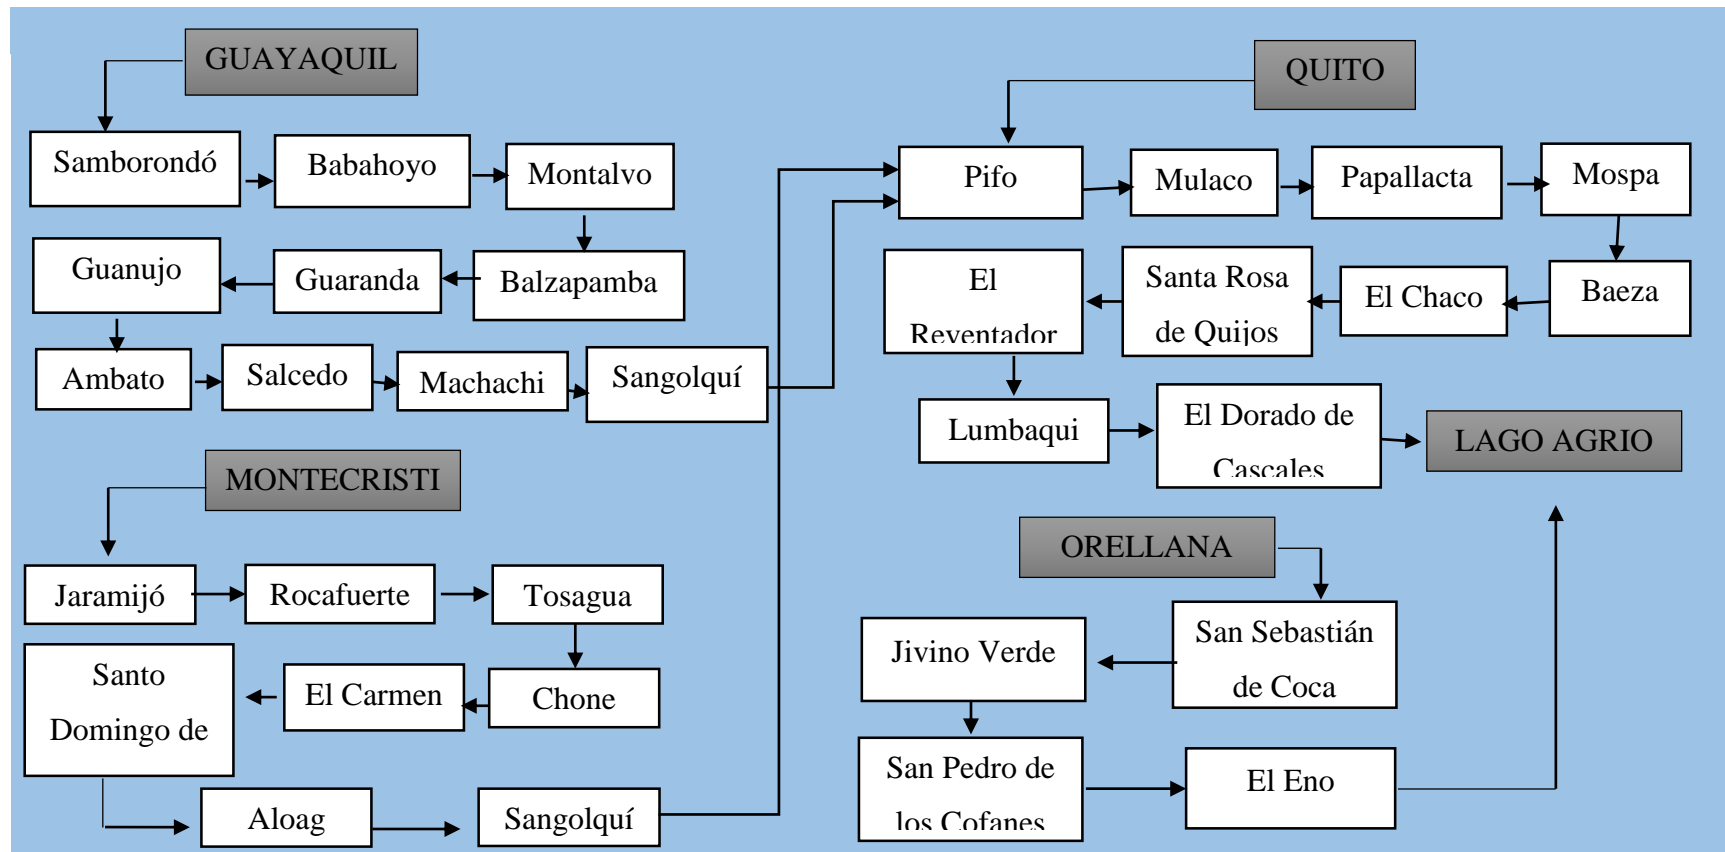 GUAYAQUIL
Samborondó
Babahoyo
Montalvo
Guanujo
Guaranda
Balzapamba
Ambato
Salcedo
Machachi
Sangolquí
MONTECRISTI
Jaramijó
Rocafuerte
Tosagua
Santo
Domingo de
El Carmen
Chone
Aloag
Sangolquí
QUITO
Pifo
Mulaco
Papallacta
Mospa
El
Reventador
Santa Rosa
de Quijos
El Chaco
Baeza
Lumbaqui
El Dorado de
Cascales
LAGO AGRIO
ORELLANA
Jivino Verde
San Sebastián
de Coca
San Pedro de
los Cofanes
El Eno